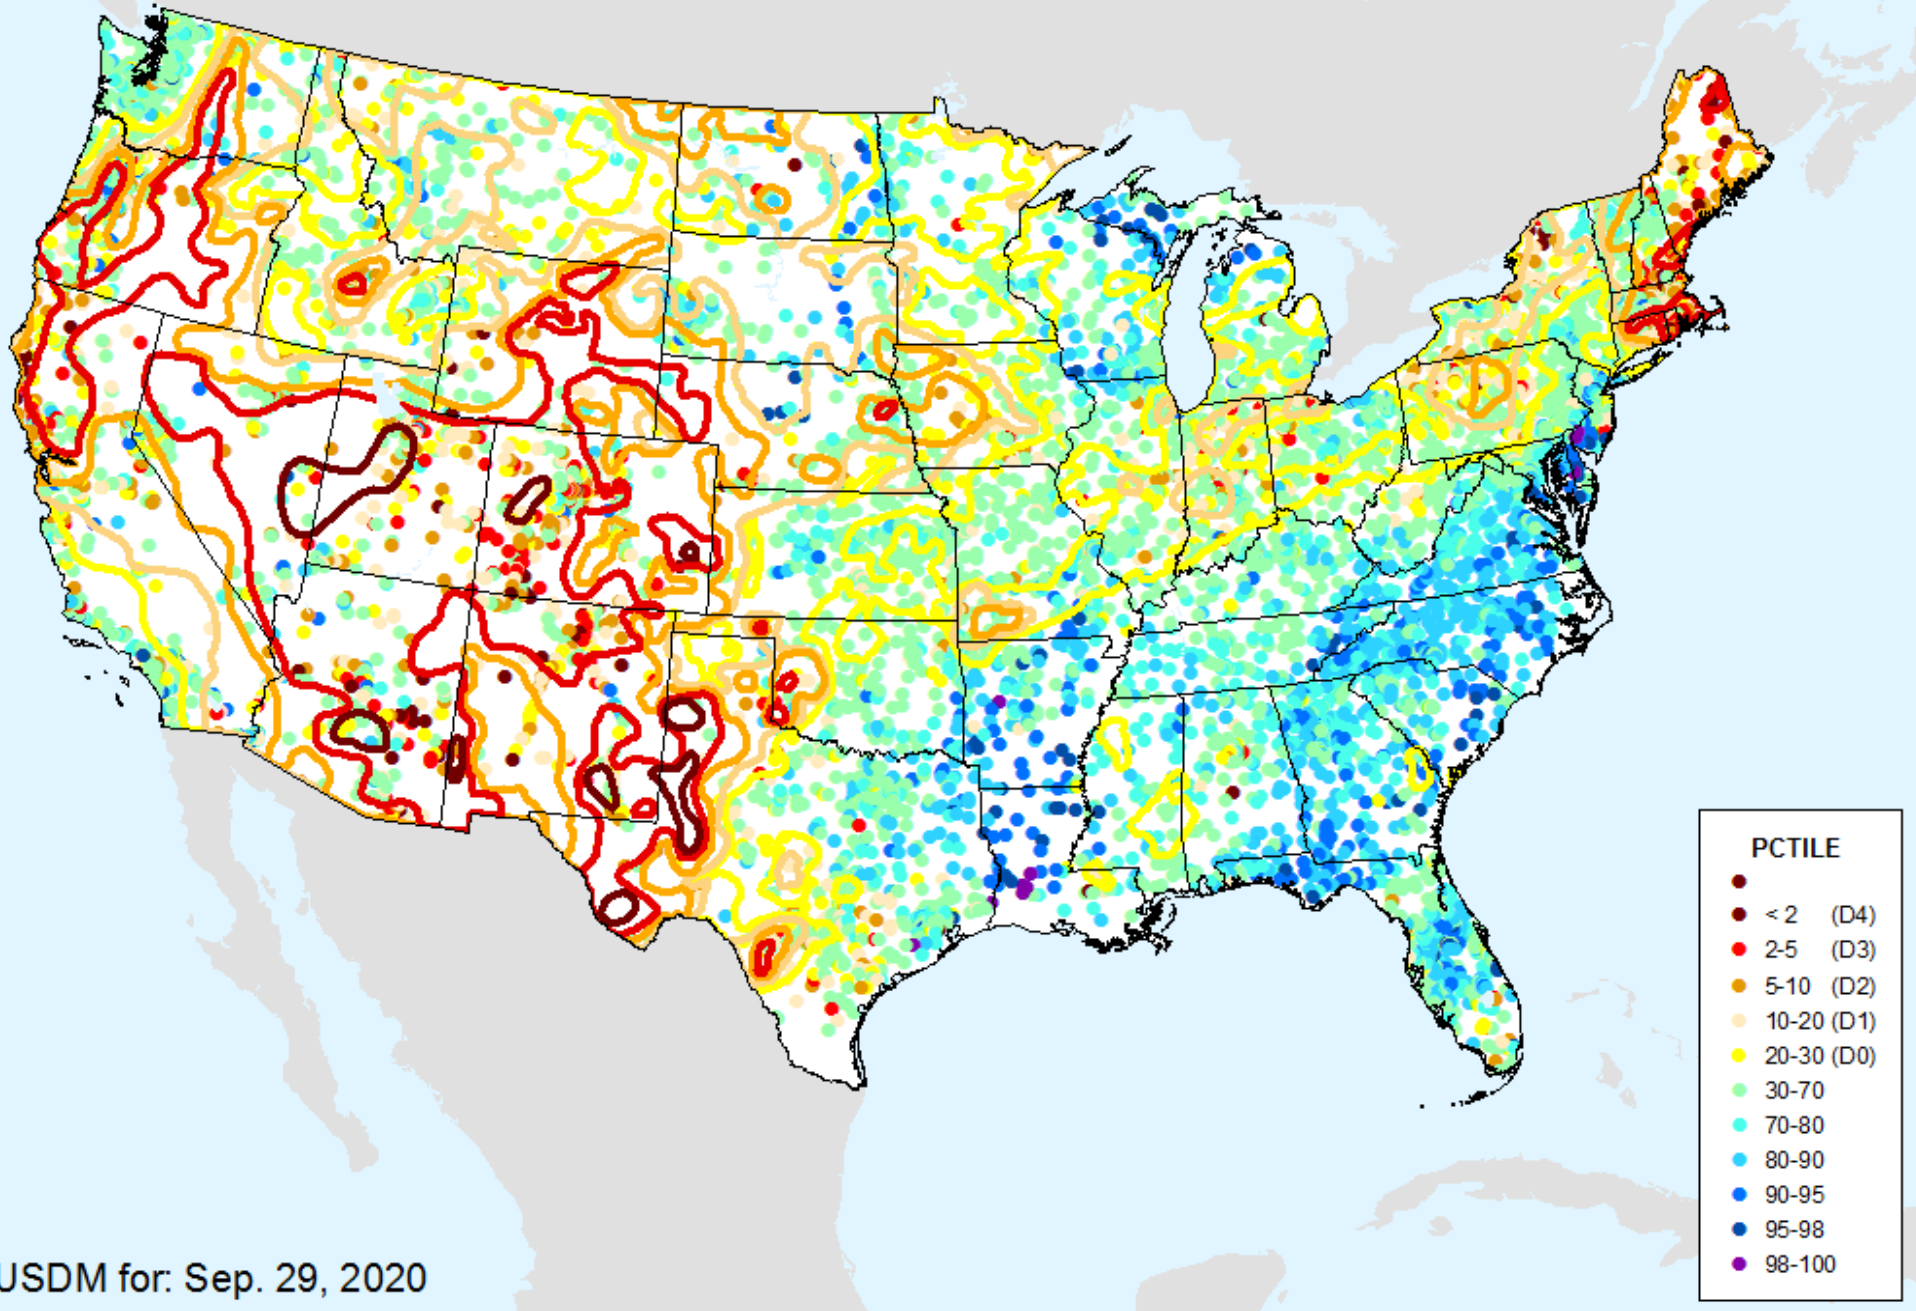 PCTILE
< 2 (D4)
2-5 (D3)
5-10 (D2)
10-20 (D1)
20-30 (D0)
30-70
70-80
80-90
90-95
95-98
98-100
USDM for: Sep. 29, 2020